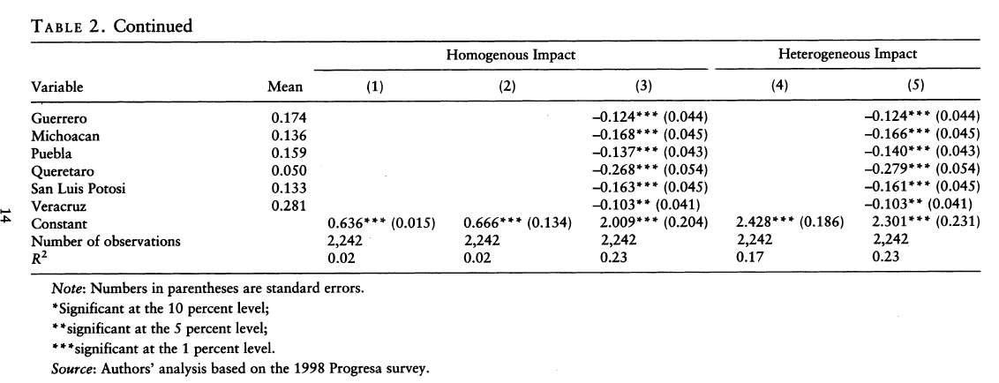 TABLE 2. Continued
Homogenous Impact Heterogeneous Impact
Variable Mean (1) (2) (3) (4) (5)
Guerrero 0.174 –0.124*** (0.044) –0.124*** (0.044)
Michoacan 0.136 –0.168*** (0.045) –0.166*** (0.045)
Puebla 0.159 –0.137*** (0.043) –0.140*** (0.043)
Queretaro 0.050 –0.268*** (0.054) –0.279*** (0.054)
San Luis Potosi 0.133 –0.163*** (0.045) –0.161*** (0.045)
Veracruz 0.281 –0.103** (0.041) –0.103** (0.041)
Constant 0.636*** (0.015) 0.666*** (0.134) 2.009*** (0.204) 2.428*** (0.186) 2.301*** (0.231)
Number of observations 2,242 2,242 2,242 2,242 2,242
R² 0.02 0.02 0.23 0.17 0.23
Note: Numbers in parentheses are standard errors.
*Significant at the 10 percent level;
**significant at the 5 percent level;
***significant at the 1 percent level.
Source: Authors' analysis based on the 1998 Progresa survey.
14